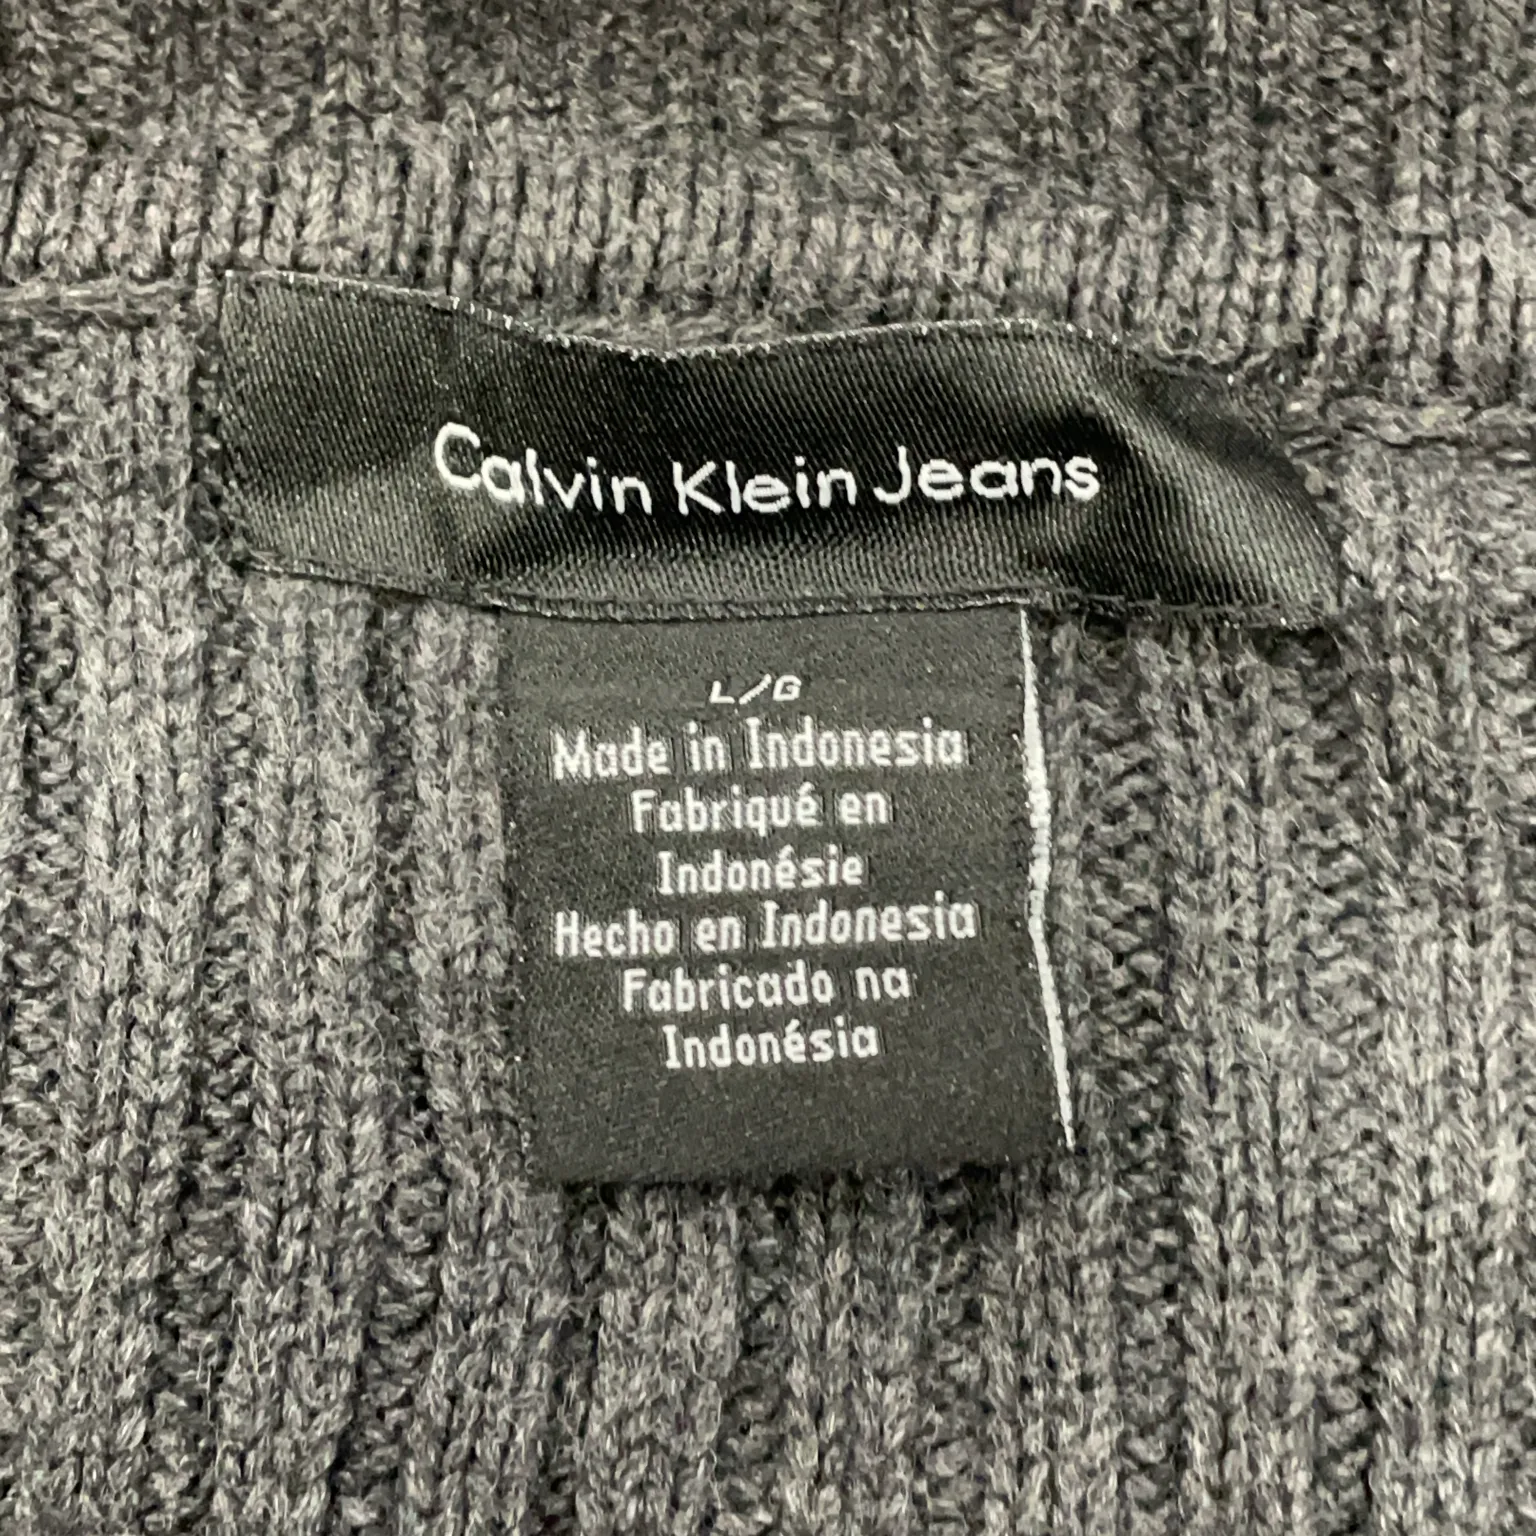 Calvin Klein Jeans
L/G
Made in Indonesia
Fabriqué en
Indonésie
Hecho en Indonesia
Fabricado na
Indonésia